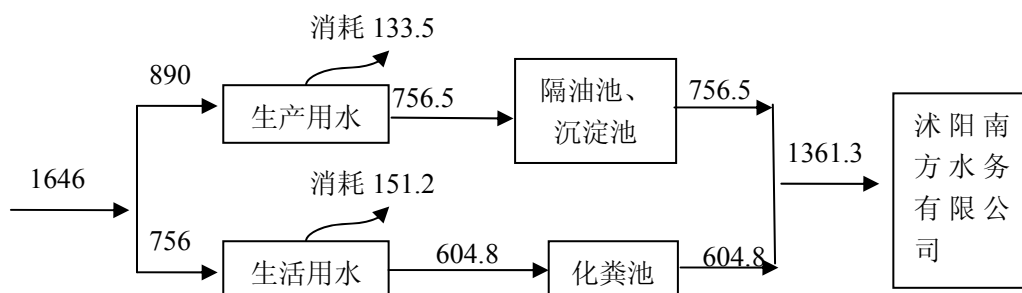 消耗 133.5
890
生产用水
756.5
隔油池、
沉淀池
756.5
沭阳南
方水务
有限公
司
1361.3
1646
消耗 151.2
756
生活用水
604.8
化粪池
604.8